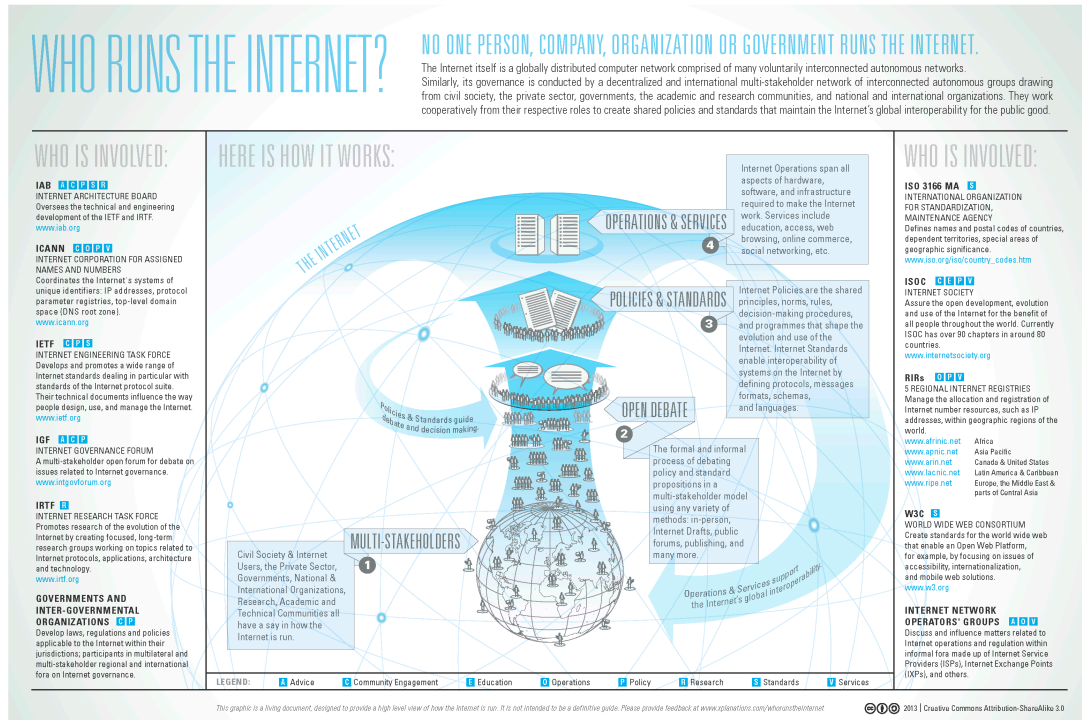 WHO RUNS THE INTERNET?
NO ONE PERSON, COMPANY, ORGANIZATION OR GOVERNMENT RUNS THE INTERNET.
The Internet itself is a globally distributed computer network comprised of many voluntarily interconnected autonomous networks.
Similarly, its governance is conducted by a decentralized and international multi-stakeholder network of interconnected autonomous groups drawing
from civil society, the private sector, governments, the academic and research communities, and national and international organizations. They work
cooperatively from their respective roles to create shared policies and standards that maintain the Internet's global interoperability for the public good.
WHO IS INVOLVED:
IAB A C P S R
INTERNET ARCHITECTURE BOARD
Oversees the technical and engineering
development of the IETF and IRTF.
www.iab.org
ICANN C O P V
INTERNET CORPORATION FOR ASSIGNED
NAMES AND NUMBERS
Coordinates the Internet's systems of
unique identifiers: IP addresses, protocol
parameter registries, top-level domain
space (DNS root zone).
www.icann.org
IETF C P S
INTERNET ENGINEERING TASK FORCE
Develops and promotes a wide range of
Internet standards dealing in particular with
standards of the Internet protocol suite.
Their technical documents influence the way
people design, use, and manage the Internet.
www.ietf.org
IGF A C P
INTERNET GOVERNANCE FORUM
A multi-stakeholder open forum for debate on
issues related to Internet governance.
www.intgovforum.org
IRTF R
INTERNET RESEARCH TASK FORCE
Promotes research of the evolution of the
Internet by creating focused, long-term
research groups working on topics related to
Internet protocols, applications, architecture
and technology.
www.irtf.org
GOVERNMENTS AND
INTER-GOVERNMENTAL
ORGANIZATIONS C P
Develop laws, regulations and policies
applicable to the Internet within their
jurisdictions; participants in multilateral and
multi-stakeholder regional and international
fora on Internet governance.
HERE IS HOW IT WORKS:
THE INTERNET
OPERATIONS & SERVICES
4
Internet Operations span all
aspects of hardware,
software, and infrastructure
required to make the Internet
work. Services include
education, access, web
browsing, online commerce,
social networking, etc.
POLICIES & STANDARDS
3
Internet Policies are the shared
principles, norms, rules,
decision-making procedures,
and programmes that shape the
evolution and use of the
Internet. Internet Standards
enable interoperability of
systems on the Internet by
defining protocols, messages
formats, schemas,
and languages.
Policies & Standards guide
debate and decision making.
OPEN DEBATE
2
The formal and informal
process of debating
policy and standard
propositions in a
multi-stakeholder model
using any variety of
methods: in-person,
Internet Drafts, public
forums, publishing, and
many more.
MULTI-STAKEHOLDERS
1
Civil Society & Internet
Users, the Private Sector,
Governments, National &
International Organizations,
Research, Academic and
Technical Communities all
have a say in how the
Internet is run.
Operations & Services support
the Internet's global interoperability.
WHO IS INVOLVED:
ISO 3166 MA S
INTERNATIONAL ORGANIZATION
FOR STANDARDIZATION,
MAINTENANCE AGENCY
Defines names and postal codes of countries,
dependent territories, special areas of
geographic significance.
www.iso.org/iso/country_codes.htm
ISOC C E P V
INTERNET SOCIETY
Assure the open development, evolution
and use of the Internet for the benefit of
all people throughout the world. Currently
ISOC has over 90 chapters in around 80
countries.
www.internetsociety.org
RIRs O P V
5 REGIONAL INTERNET REGISTRIES
Manage the allocation and registration of
Internet number resources, such as IP
addresses, within geographic regions of the
world.
www.afrinic.net Africa
www.apnic.net Asia Pacific
www.arin.net Canada & United States
www.lacnic.net Latin America & Caribbean
www.ripe.net Europe, the Middle East &
parts of Central Asia
W3C S
WORLD WIDE WEB CONSORTIUM
Create standards for the world wide web
that enable an Open Web Platform,
for example, by focusing on issues of
accessibility, internationalization,
and mobile web solutions.
www.w3.org
INTERNET NETWORK
OPERATORS' GROUPS A O V
Discuss and influence matters related to
Internet operations and regulation within
informal fora made up of Internet Service
Providers (ISPs), Internet Exchange Points
(IXPs), and others.
LEGEND: A Advice C Community Engagement E Education O Operations P Policy R Research S Standards V Services
This graphic is a living document, designed to provide a high level view of how the Internet is run. It is not intended to be a definitive guide. Please provide feedback at www.xplanations.com/whorunstheinternet
2013 | Creative Commons Attribution-ShareAlike 3.0